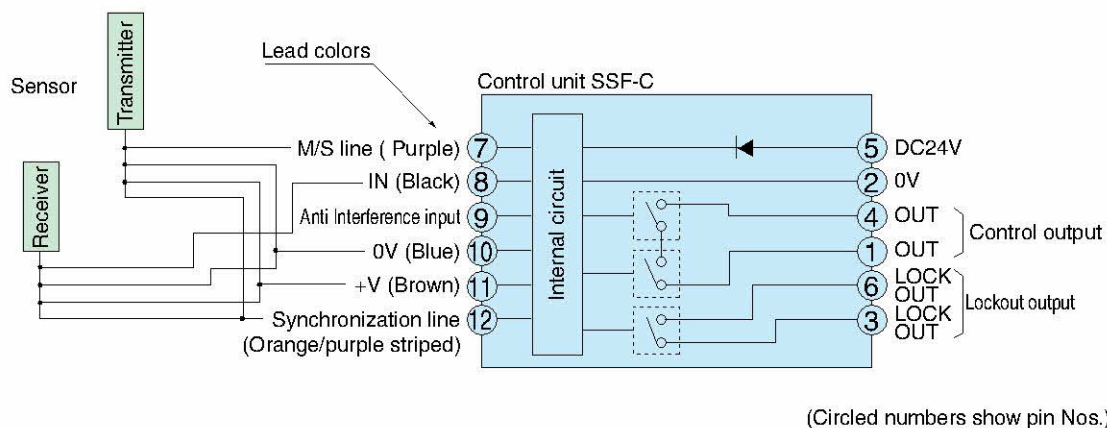 Sensor
Transmitter
Receiver
Lead colors
Control unit SSF-C
M/S line ( Purple) 7
IN (Black) 8
Anti Interference input 9
0V (Blue) 10
+V (Brown) 11
Synchronization line 12
(Orange/purple striped)
Internal circuit
5 DC24V
2 0V
4 OUT
1 OUT
Control output
6 LOCK
OUT
3 LOCK
OUT
Lockout output
(Circled numbers show pin Nos.)